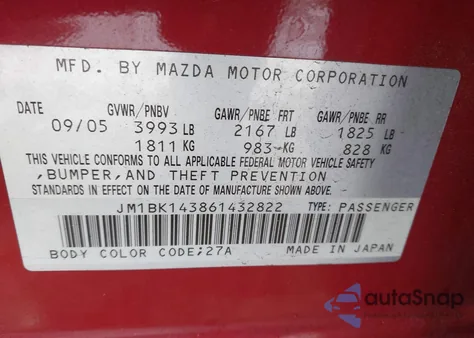 MFD. BY MAZDA MOTOR CORPORATION
DATE GVWR/PNBV GAWR/PNBE FRT GAWR/PNBE RR
09/05 3993 LB 2167 LB 1825 LB
1811 KG 983 KG 828 KG
THIS VEHICLE CONFORMS TO ALL APPLICABLE FEDERAL MOTOR VEHICLE SAFETY
,BUMPER,AND THEFT PREVENTION
STANDARDS IN EFFECT ON THE DATE OF MANUFACTURE SHOWN ABOVE.
JM1BK143861432822 TYPE: PASSENGER
BODY COLOR CODE;27A MADE IN JAPAN
autoSnap